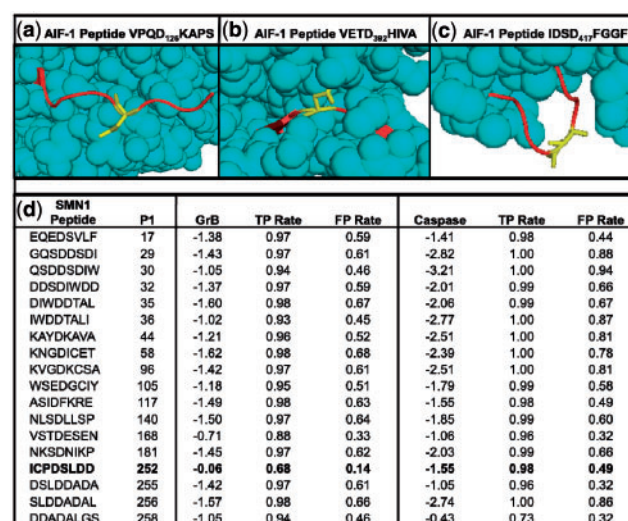 (a) AIF-1 Peptide VPQD126KAPS (b) AIF-1 Peptide VETD392HIVA (c) AIF-1 Peptide IDSD417FGGF
(d) SMN1 Peptide P1 GrB TP Rate FP Rate Caspase TP Rate FP Rate
EQEDSVLF 17 -1.38 0.97 0.59 -1.41 0.98 0.44
GQSDDSDI 29 -1.43 0.97 0.61 -2.82 1.00 0.88
QSDDSDIW 30 -1.05 0.94 0.46 -3.21 1.00 0.94
DDSDIWDD 32 -1.37 0.97 0.59 -2.01 0.99 0.66
DIWDDTAL 35 -1.60 0.98 0.67 -2.06 0.99 0.67
IWDDTALI 36 -1.02 0.93 0.45 -2.77 1.00 0.87
KAYDKAVA 44 -1.21 0.96 0.52 -2.51 1.00 0.81
KNGDICET 58 -1.62 0.98 0.68 -2.39 1.00 0.78
KVGDKCSA 96 -1.42 0.97 0.61 -2.51 1.00 0.81
WSEDGCIY 105 -1.18 0.95 0.51 -1.79 0.99 0.58
ASIDFKRE 117 -1.49 0.98 0.63 -1.55 0.98 0.49
NLSDLLSP 140 -1.50 0.97 0.64 -1.85 0.99 0.60
VSTDESEN 168 -0.71 0.88 0.33 -1.06 0.96 0.32
NKSDNIKP 181 -1.45 0.97 0.62 -2.03 0.99 0.66
ICPDSLDD 252 -0.06 0.68 0.14 -1.55 0.98 0.49
DSLDDADA 255 -1.42 0.97 0.61 -1.05 0.96 0.32
SLDDADAL 256 -1.57 0.98 0.66 -2.74 1.00 0.86
DDADALGS 258 -1.05 0.94 0.46 -0.43 0.73 0.32